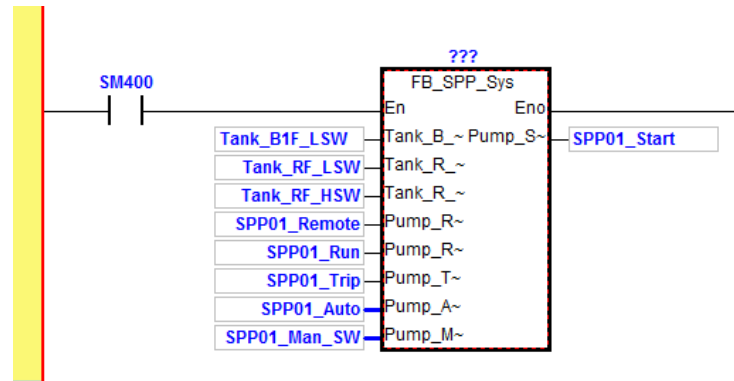 ???
SM400
FB_SPP_Sys
En Eno
Tank_B1F_LSW Tank_B_~ Pump_S~ SPP01_Start
Tank_RF_LSW Tank_R_~
Tank_RF_HSW Tank_R_~
SPP01_Remote Pump_R~
SPP01_Run Pump_R~
SPP01_Trip Pump_T~
SPP01_Auto Pump_A~
SPP01_Man_SW Pump_M~